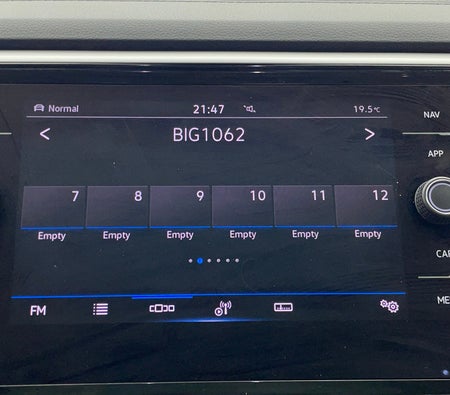 Normal 21:47 19.5°C
NAV
< BIG1062 >
APP
7 8 9 10 11 12
Empty Empty Empty Empty Empty Empty
CAR
FM